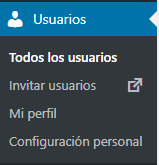 Usuarios
Todos los usuarios
Invitar usuarios
Mi perfil
Configuración personal